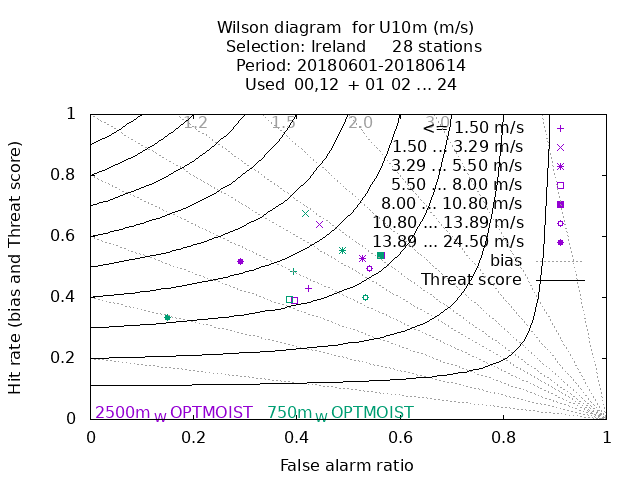 Wilson diagram for U10m (m/s)
Selection: Ireland 28 stations
Period: 20180601-20180614
Used 00,12 + 01 02 ... 24
1.2 1.5 2.0 3.0
<= 1.50 m/s
1.50 ... 3.29 m/s
3.29 ... 5.50 m/s
5.50 ... 8.00 m/s
8.00 ... 10.80 m/s
10.80 ... 13.89 m/s
13.89 ... 24.50 m/s
bias
Threat score
Hit rate (bias and Threat score)
1
0.8
0.6
0.4
0.2
0
2500m W OPTMOIST 750m W OPTMOIST
0 0.2 0.4 0.6 0.8 1
False alarm ratio